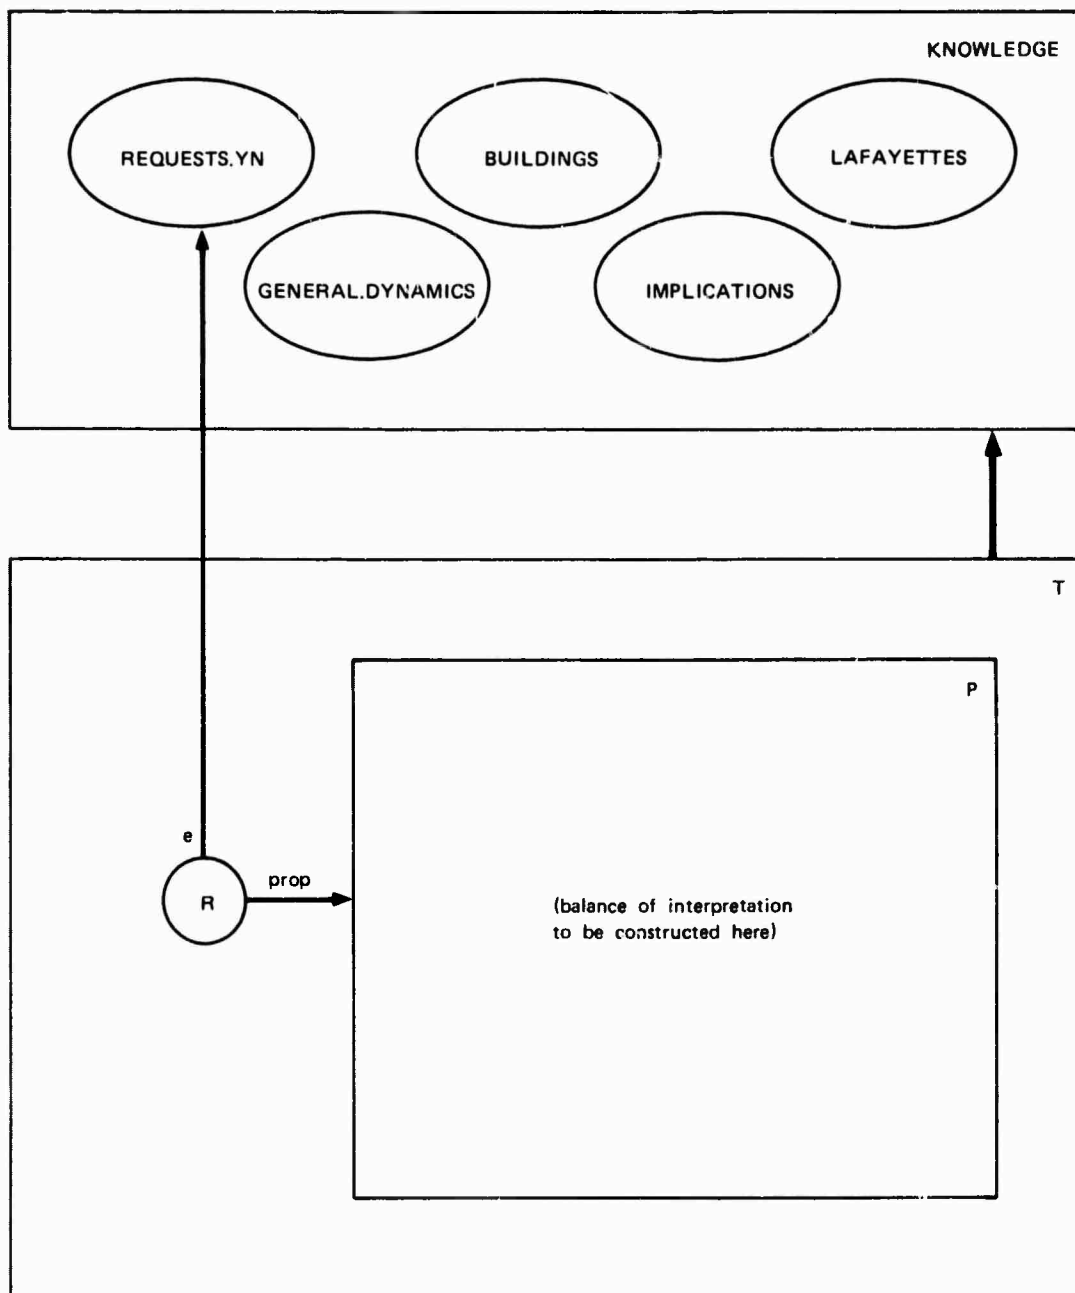 KNOWLEDGE
REQUESTS.YN
BUILDINGS
LAFAYETTES
GENERAL.DYNAMICS
IMPLICATIONS
T
P
e
prop
R
(balance of interpretation
to be constructed here)